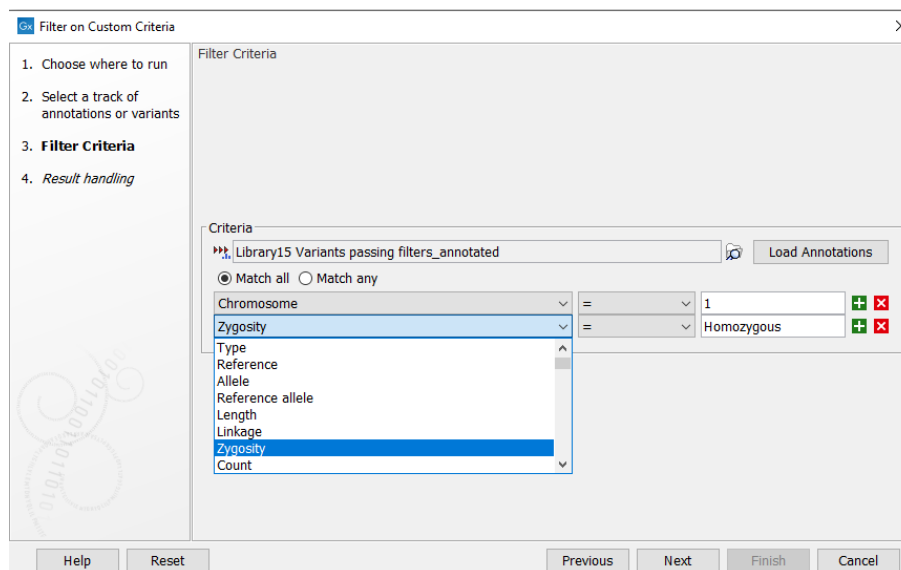 Gx Filter on Custom Criteria
1. Choose where to run
2. Select a track of
annotations or variants
3. Filter Criteria
4. Result handling
Filter Criteria
Criteria
Library15 Variants passing filters_annotated
Load Annotations
Match all Match any
Chromosome = 1
Zygosity = Homozygous
Type
Reference
Allele
Reference allele
Length
Linkage
Zygosity
Count
Help Reset Previous Next Finish Cancel